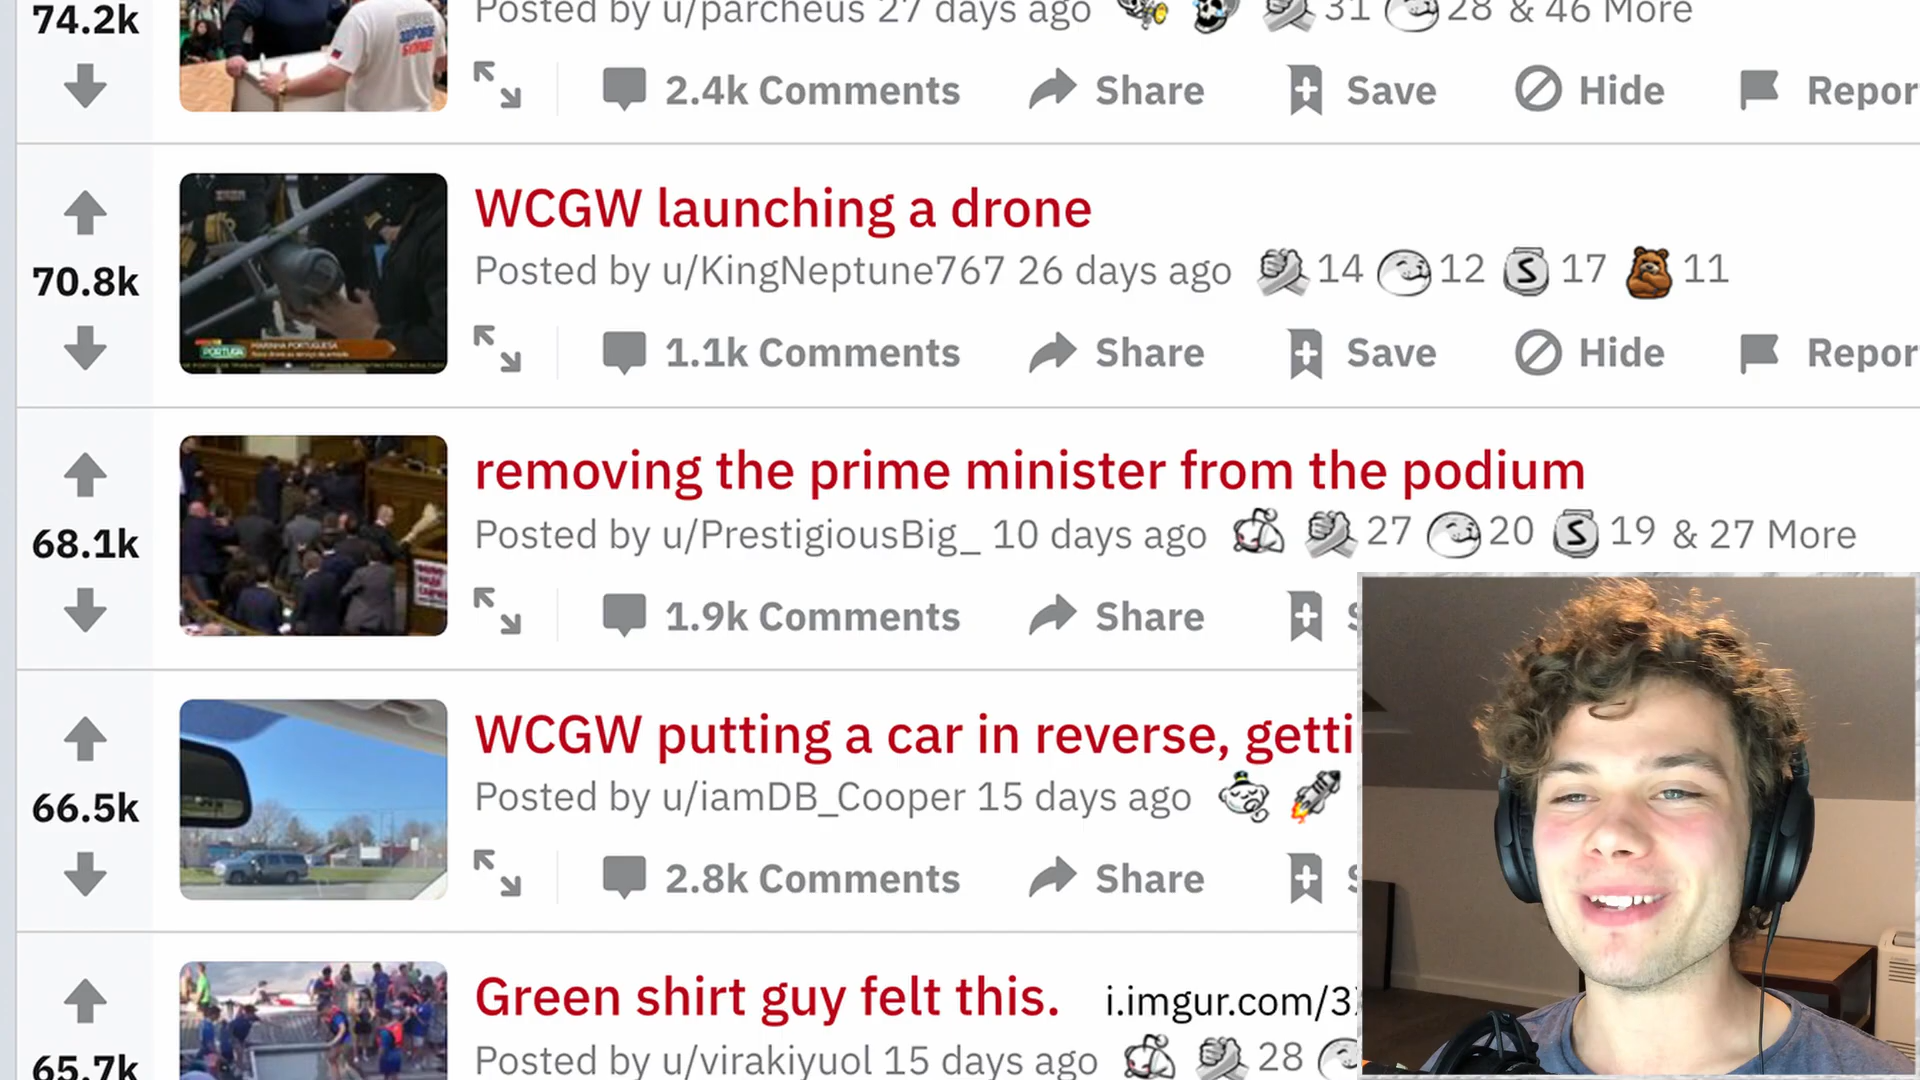 74.2k
Posted by u/parcheus 27 days ago 31 28 & 46 More
2.4k Comments Share Save Hide Repor
WCGW launching a drone
70.8k
Posted by u/KingNeptune767 26 days ago 14 12 S 17 11
1.1k Comments Share Save Hide Repor
MARINHA PORTUGUESA
PORTUGAL
removing the prime minister from the podium
68.1k
Posted by u/PrestigiousBig_ 10 days ago 27 20 S 19 & 27 More
1.9k Comments Share S
WCGW putting a car in reverse, getti
66.5k
Posted by u/iamDB_Cooper 15 days ago
2.8k Comments Share S
Green shirt guy felt this. i.imgur.com/3
65.7k
Posted by u/virakiyuol 15 days ago 28